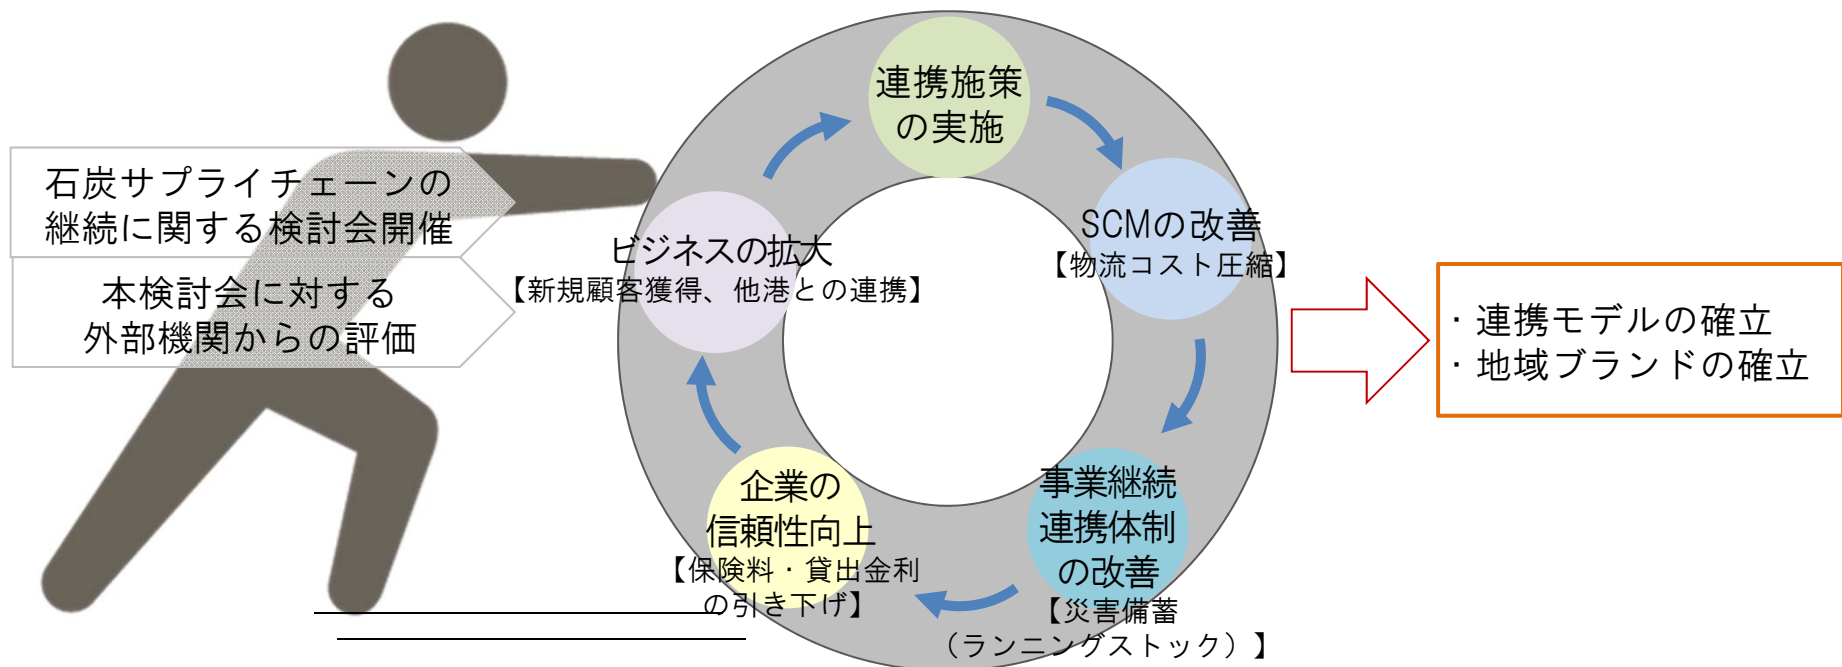 石炭サプライチェーンの
継続に関する検討会開催
本検討会に対する
外部機関からの評価
連携施策
の実施
SCMの改善
【物流コスト圧縮】
事業継続
連携体制
の改善
【災害備蓄
（ランニングストック）】
企業の
信頼性向上
【保険料・貸出金利
の引き下げ】
ビジネスの拡大
【新規顧客獲得、他港との連携】
・連携モデルの確立
・地域ブランドの確立